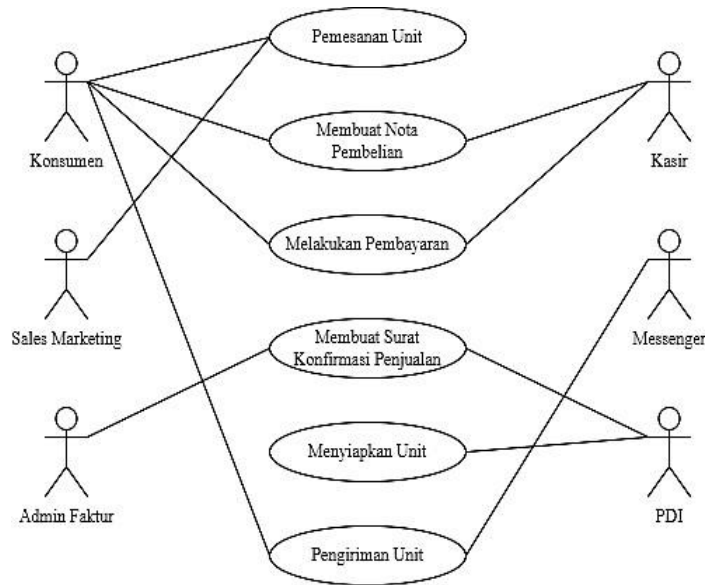 Pemesanan Unit
Konsumen
Membuat Nota
Pembelian
Kasir
Melakukan Pembayaran
Sales Marketing
Membuat Surat
Konfirmasi Penjualan
Messenger
Menyiapkan Unit
Admin Faktur
PDI
Pengiriman Unit